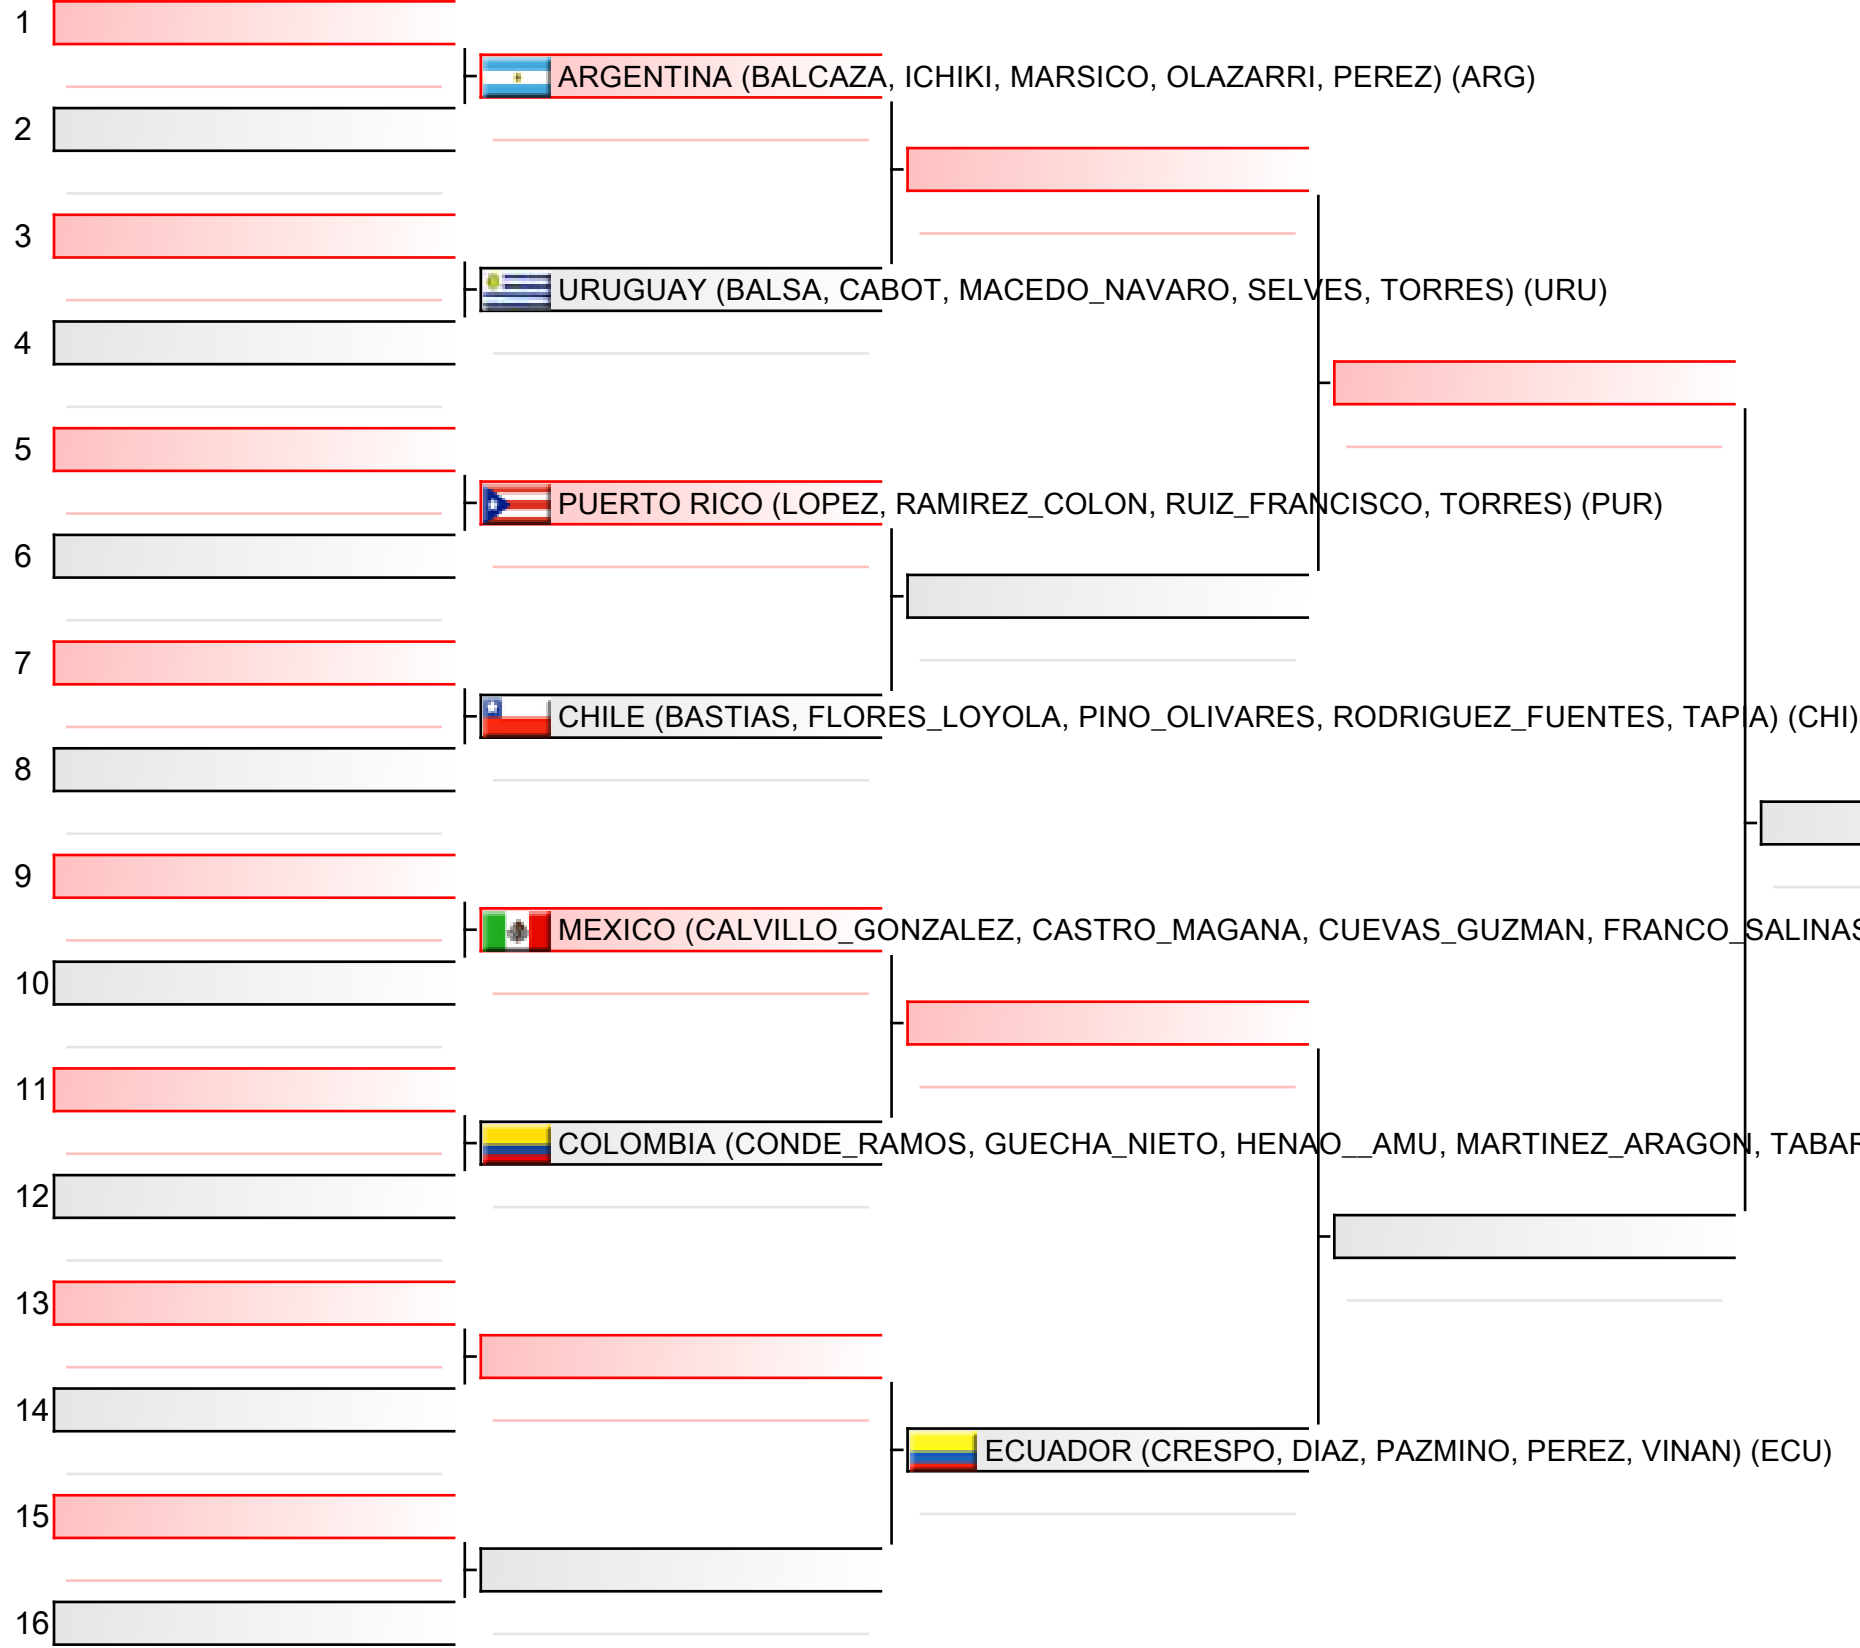 1
ARGENTINA (BALCAZA, ICHIKI, MARSICO, OLAZARRI, PEREZ) (ARG)
2
3
URUGUAY (BALSA, CABOT, MACEDO_NAVARO, SELVES, TORRES) (URU)
4
5
PUERTO RICO (LOPEZ, RAMIREZ_COLON, RUIZ_FRANCISCO, TORRES) (PUR)
6
7
CHILE (BASTIAS, FLORES_LOYOLA, PINO_OLIVARES, RODRIGUEZ_FUENTES, TAPIA) (CHI)
8
9
MEXICO (CALVILLO_GONZALEZ, CASTRO_MAGANA, CUEVAS_GUZMAN, FRANCO_SALINAS
10
11
COLOMBIA (CONDE_RAMOS, GUECHA_NIETO, HENAO__AMU, MARTINEZ_ARAGON, TABAR
12
13
14
ECUADOR (CRESPO, DIAZ, PAZMINO, PEREZ, VINAN) (ECU)
15
16